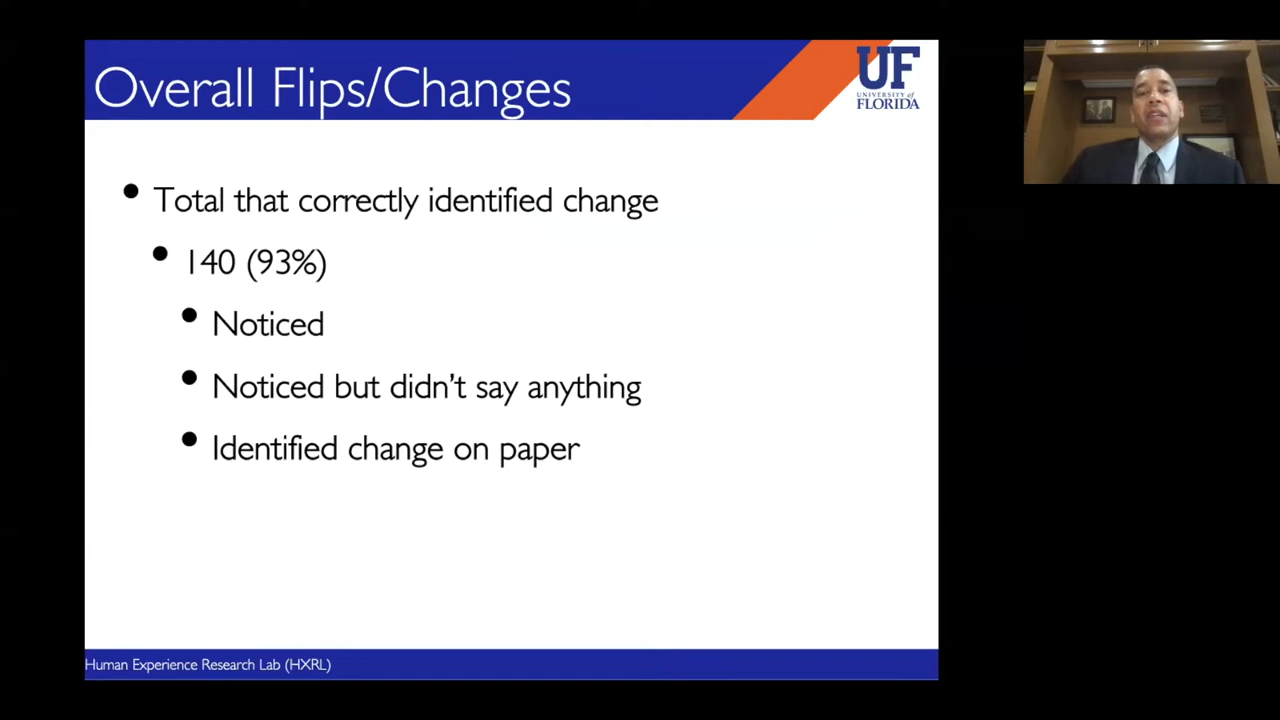 Overall Flips/Changes
UF
UNIVERSITY of
FLORIDA
• Total that correctly identified change
• 140 (93%)
• Noticed
• Noticed but didn’t say anything
• Identified change on paper
Human Experience Research Lab (HXRL)